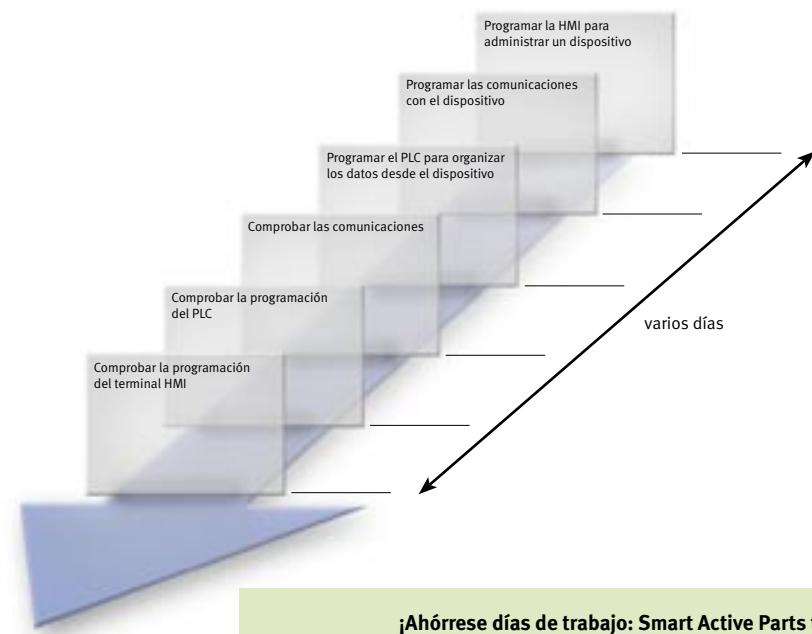 Programar la HMI para
administrar un dispositivo
Programar las comunicaciones
con el dispositivo
Programar el PLC para organizar
los datos desde el dispositivo
Comprobar las comunicaciones
Comprobar la programación
del PLC
Comprobar la programación
del terminal HMI
varios días
¡Ahórrese días de trabajo: Smart Active Parts